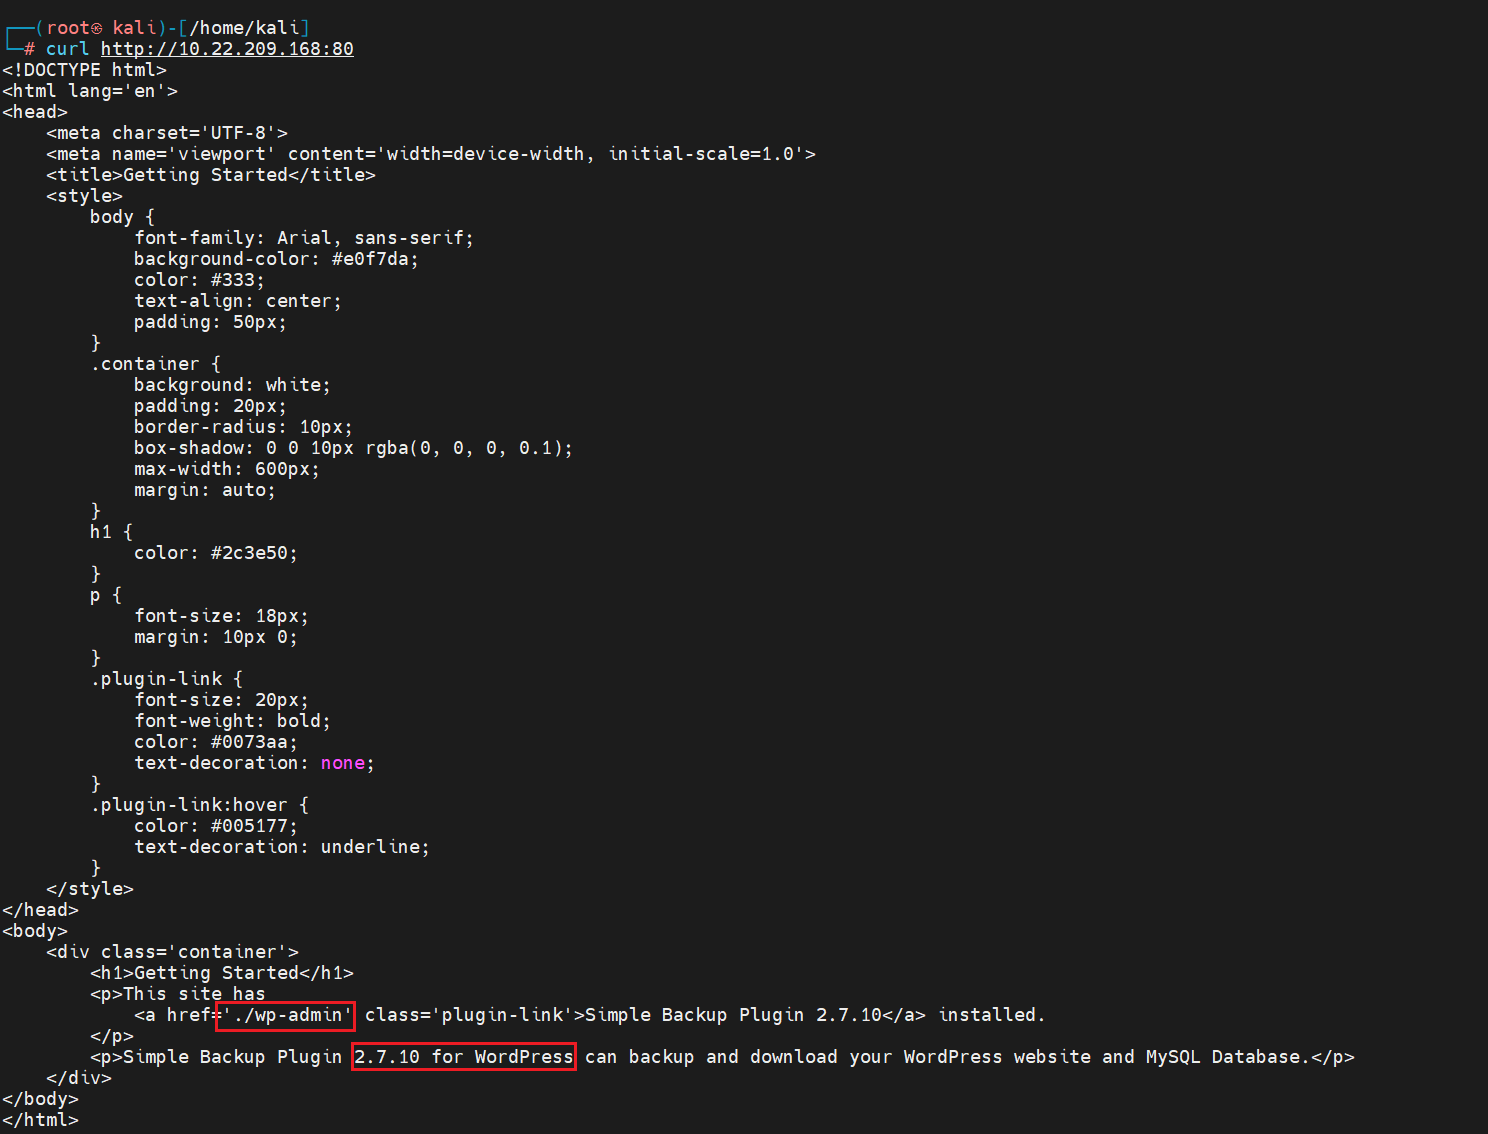 ┌──(root㉿ kali)-[/home/kali]
└─# curl http://10.22.209.168:80
<!DOCTYPE html>
<html lang='en'>
<head>
    <meta charset='UTF-8'>
    <meta name='viewport' content='width=device-width, initial-scale=1.0'>
    <title>Getting Started</title>
    <style>
        body {
            font-family: Arial, sans-serif;
            background-color: #e0f7da;
            color: #333;
            text-align: center;
            padding: 50px;
        }
        .container {
            background: white;
            padding: 20px;
            border-radius: 10px;
            box-shadow: 0 0 10px rgba(0, 0, 0, 0.1);
            max-width: 600px;
            margin: auto;
        }
        h1 {
            color: #2c3e50;
        }
        p {
            font-size: 18px;
            margin: 10px 0;
        }
        .plugin-link {
            font-size: 20px;
            font-weight: bold;
            color: #0073aa;
            text-decoration: none;
        }
        .plugin-link:hover {
            color: #005177;
            text-decoration: underline;
        }
    </style>
</head>
<body>
    <div class='container'>
        <h1>Getting Started</h1>
        <p>This site has
            <a href='./wp-admin' class='plugin-link'>Simple Backup Plugin 2.7.10</a> installed.
        </p>
        <p>Simple Backup Plugin 2.7.10 for WordPress can backup and download your WordPress website and MySQL Database.</p>
    </div>
</body>
</html>